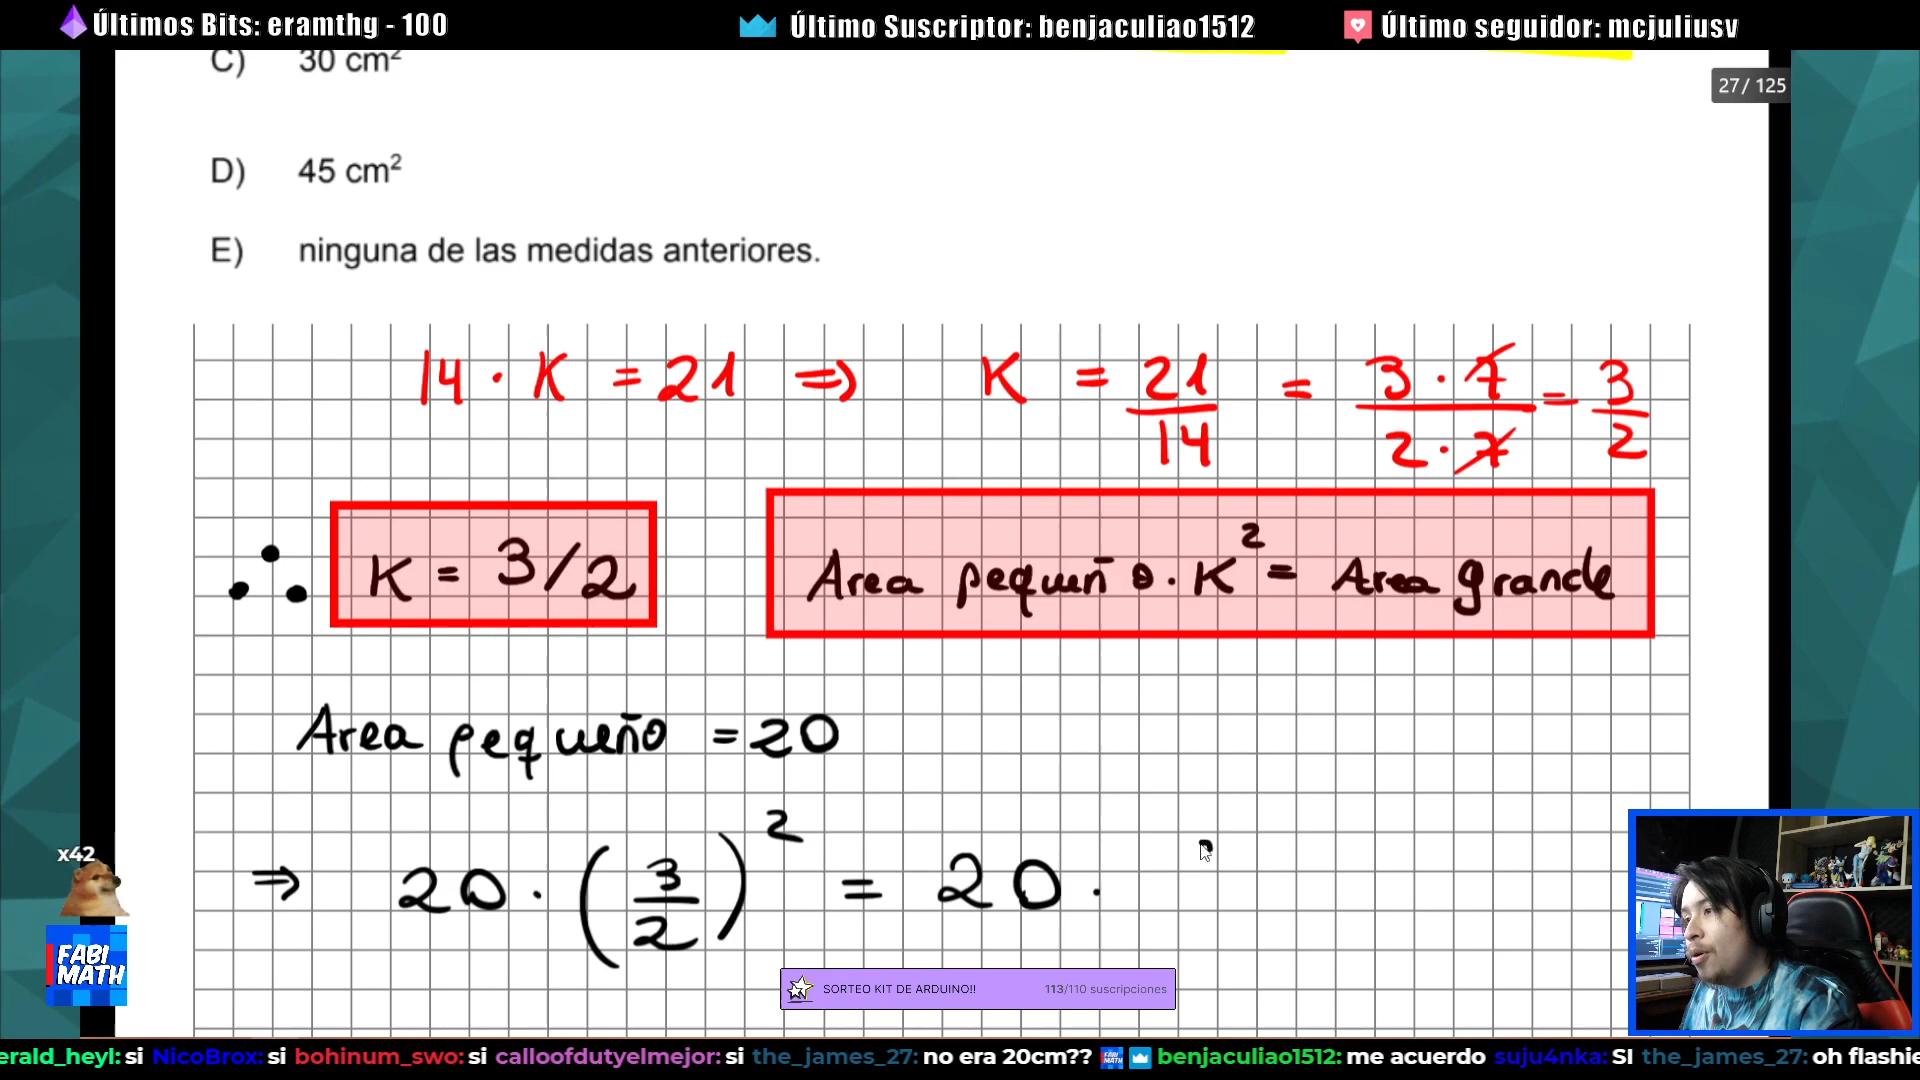 Últimos Bits: eramthg - 100 Último Suscriptor: benjaculiao1512 Último seguidor: mcjuliusv
C) 30 cm²
27 / 125
D) 45 cm²
E) ninguna de las medidas anteriores.
14 · K = 21 ⇒ K = 21/14 = 3·7/2·7 = 3/2
∴ K = 3/2
Area pequeño · K² = Area grande
Area pequeño = 20
⇒ 20 · (3/2)² = 20 ·
x42
FABI
MATH
SORTEO KIT DE ARDUINO!! 113/110 suscripciones
erald_heyl: si NicoBrox: si bohinum_swo: si calloofdutyelmejor: si the_james_27: no era 20cm?? benjaculiao1512: me acuerdo suju4nka: SI the_james_27: oh flashie